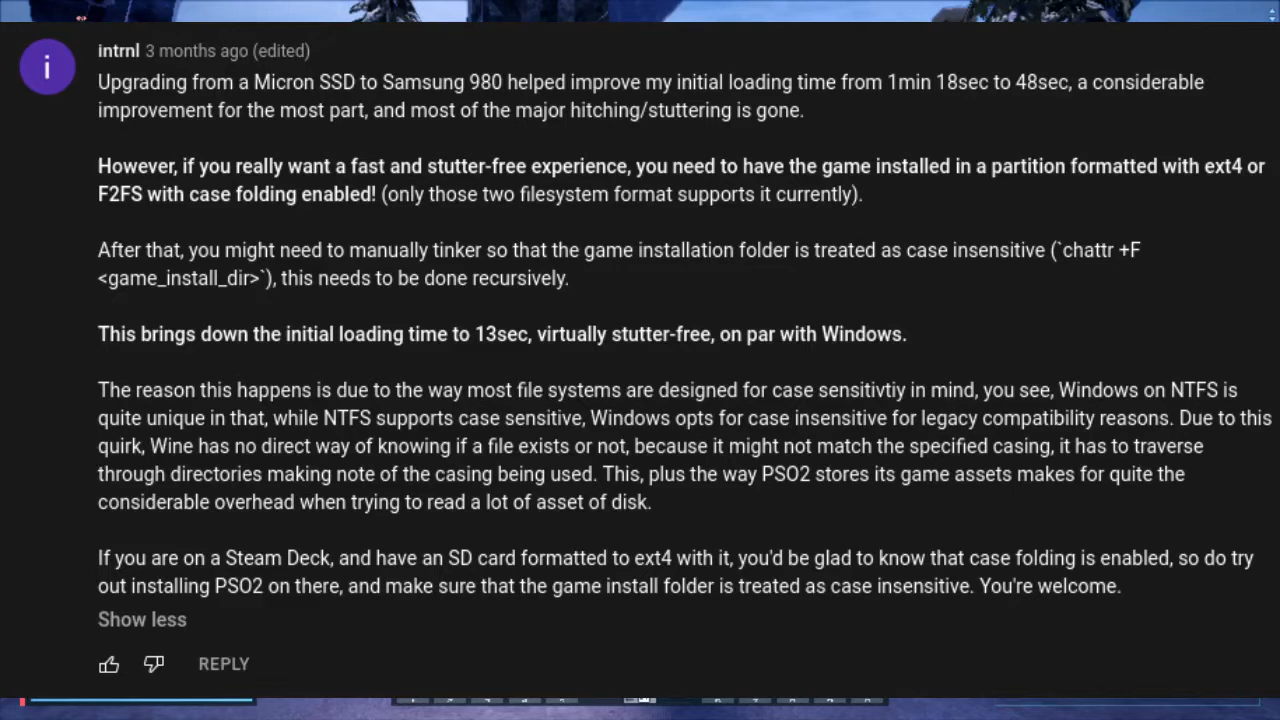 i
intrnl 3 months ago (edited)
Upgrading from a Micron SSD to Samsung 980 helped improve my initial loading time from 1min 18sec to 48sec, a considerable
improvement for the most part, and most of the major hitching/stuttering is gone.
However, if you really want a fast and stutter-free experience, you need to have the game installed in a partition formatted with ext4 or
F2FS with case folding enabled! (only those two filesystem format supports it currently).
After that, you might need to manually tinker so that the game installation folder is treated as case insensitive (`chattr +F
<game_install_dir>`), this needs to be done recursively.
This brings down the initial loading time to 13sec, virtually stutter-free, on par with Windows.
The reason this happens is due to the way most file systems are designed for case sensitivtiy in mind, you see, Windows on NTFS is
quite unique in that, while NTFS supports case sensitive, Windows opts for case insensitive for legacy compatibility reasons. Due to this
quirk, Wine has no direct way of knowing if a file exists or not, because it might not match the specified casing, it has to traverse
through directories making note of the casing being used. This, plus the way PSO2 stores its game assets makes for quite the
considerable overhead when trying to read a lot of asset of disk.
If you are on a Steam Deck, and have an SD card formatted to ext4 with it, you'd be glad to know that case folding is enabled, so do try
out installing PSO2 on there, and make sure that the game install folder is treated as case insensitive. You're welcome.
Show less
REPLY